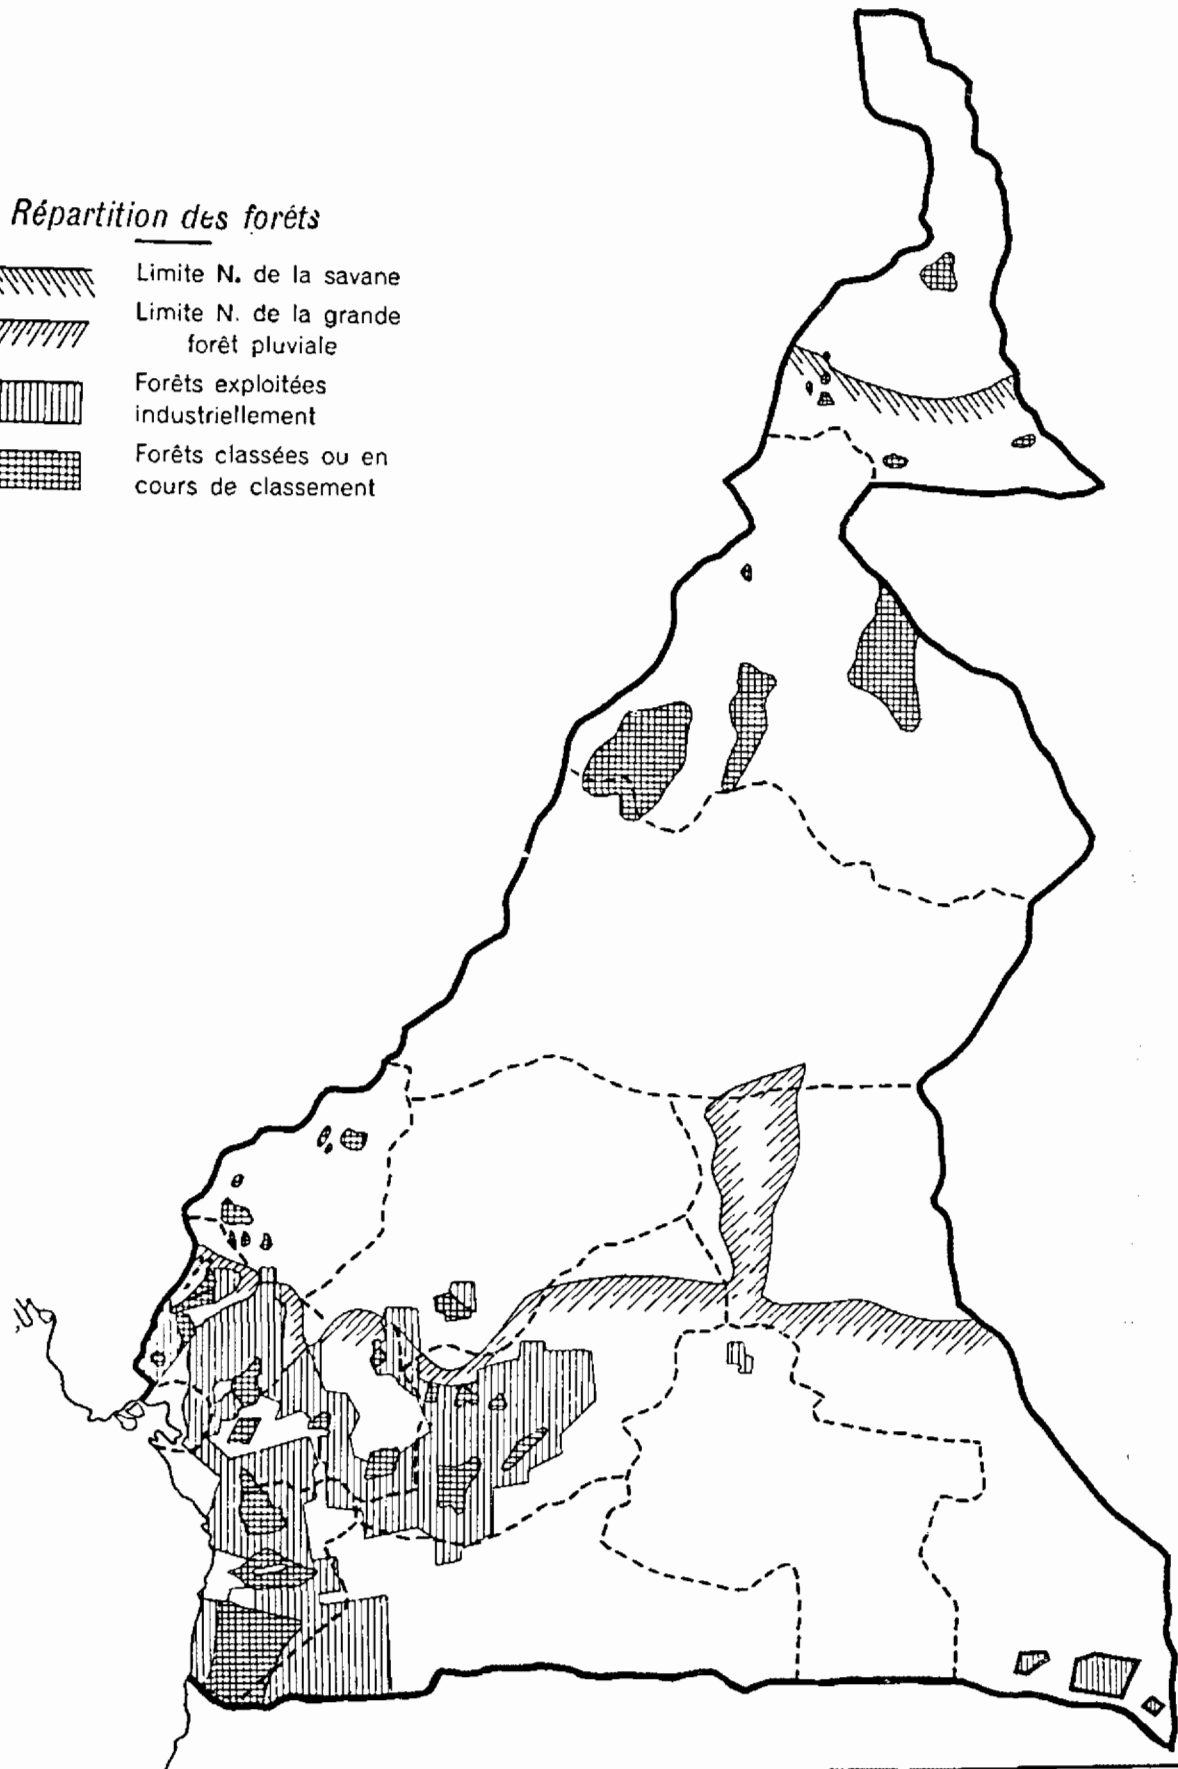 Répartition des forêts
Limite N. de la savane
Limite N. de la grande
forêt pluviale
Forêts exploitées
industriellement
Forêts classées ou en
cours de classement